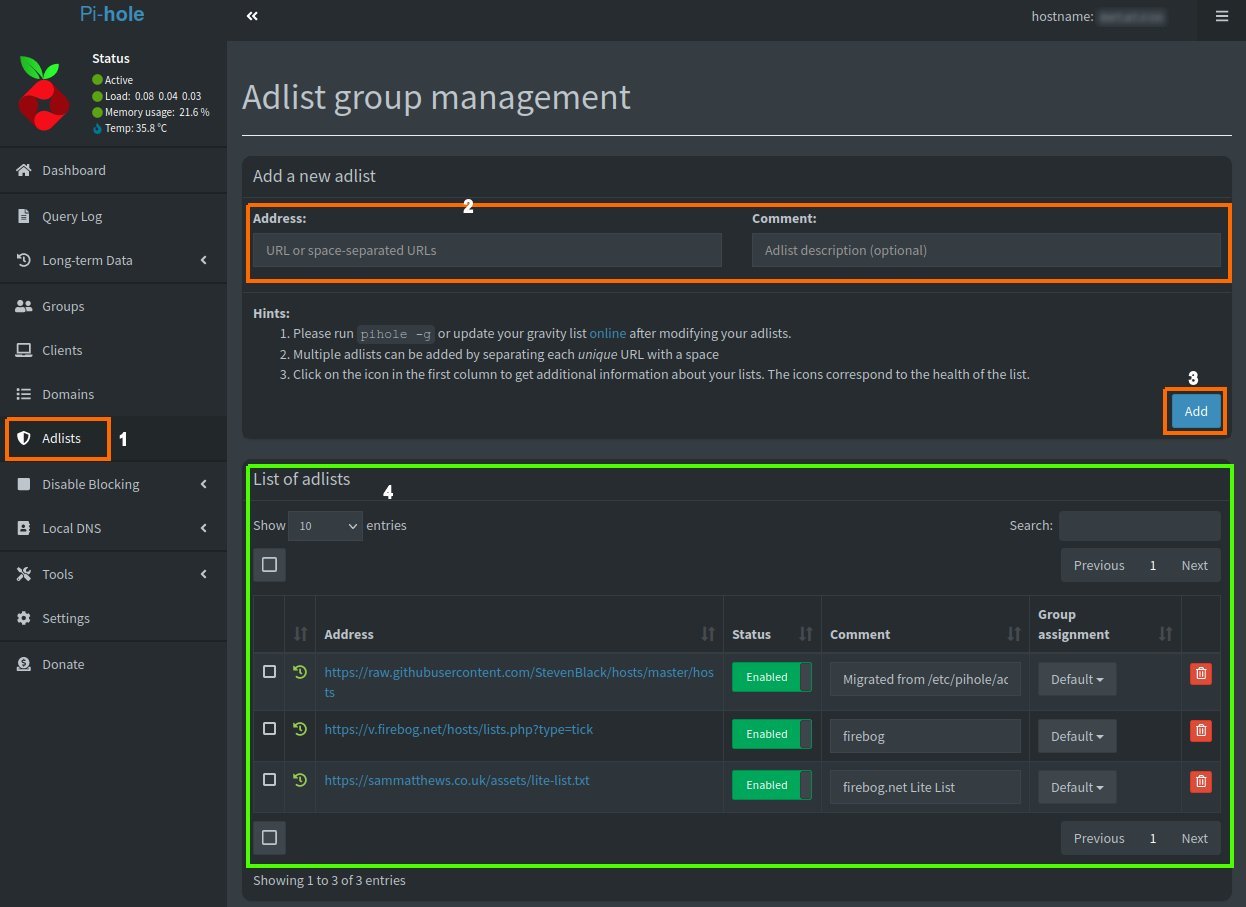 Pi-hole
hostname:
Status
Active
Load: 0.08 0.04 0.03
Memory usage: 21.6 %
Temp: 35.8 °C
Dashboard
Query Log
Long-term Data
Groups
Clients
Domains
Adlists
1
Disable Blocking
Local DNS
Tools
Settings
Donate
Adlist group management
Add a new adlist
2
Address:
Comment:
URL or space-separated URLs
Adlist description (optional)
Hints:
1. Please run pihole -g or update your gravity list online after modifying your adlists.
2. Multiple adlists can be added by separating each unique URL with a space
3. Click on the icon in the first column to get additional information about your lists. The icons correspond to the health of the list.
3
Add
List of adlists
4
Show 10 entries
Search:
Previous 1 Next
Address Status Comment Group
assignment
https://raw.githubusercontent.com/StevenBlack/hosts/master/hos
ts
Enabled Migrated from /etc/pihole/ac Default
https://v.firebog.net/hosts/lists.php?type=tick Enabled firebog Default
https://sammatthews.co.uk/assets/lite-list.txt Enabled firebog.net Lite List Default
Previous 1 Next
Showing 1 to 3 of 3 entries